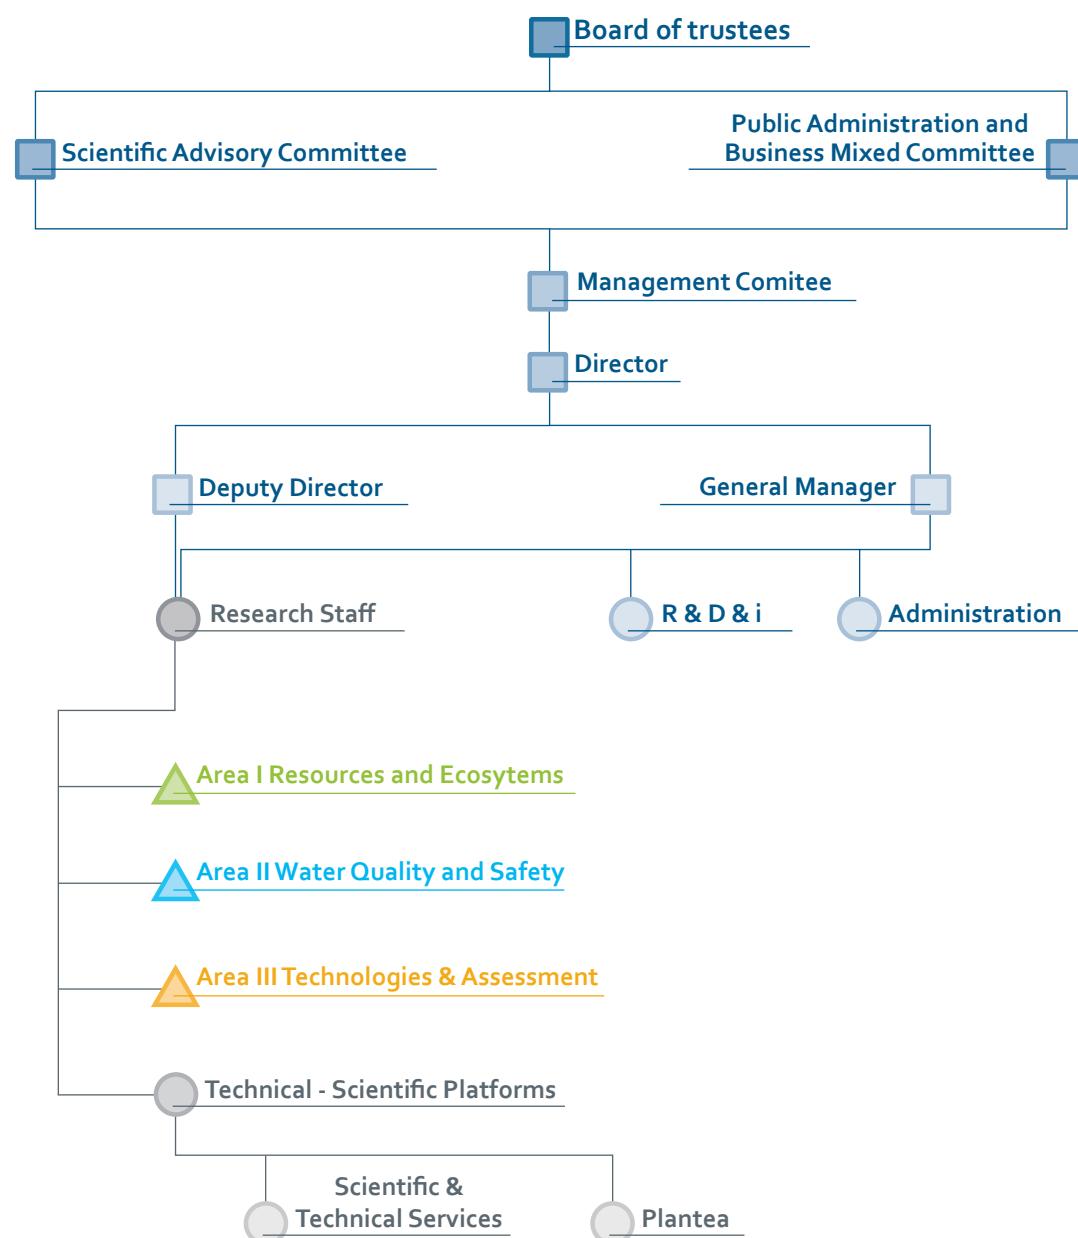 Board of trustees
Scientific Advisory Committee
Public Administration and
Business Mixed Committee
Management Comitee
Director
Deputy Director
General Manager
Research Staff
R & D & i
Administration
Area I Resources and Ecosytems
Area II Water Quality and Safety
Area III Technologies & Assessment
Technical - Scientific Platforms
Scientific &
Technical Services
Plantea